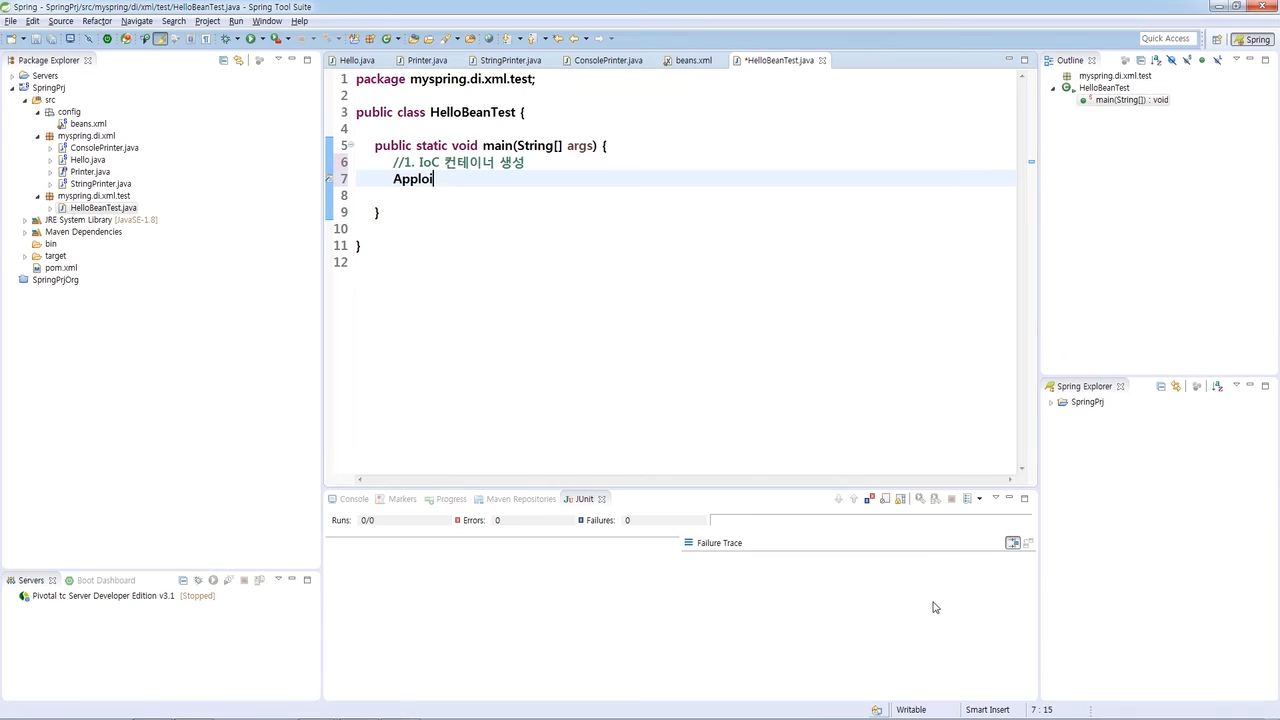 Spring - SpringPrj/src/myspring/di/xml/test/HelloBeanTest.java - Spring Tool Suite
File Edit Source Refactor Navigate Search Project Run Window Help
Quick Access
Spring
Package Explorer
Servers
SpringPrj
src
config
beans.xml
myspring.di.xml
ConsolePrinter.java
Hello.java
Printer.java
StringPrinter.java
myspring.di.xml.test
HelloBeanTest.java
JRE System Library [JavaSE-1.8]
Maven Dependencies
bin
target
pom.xml
SpringPrjOrg
Hello.java Printer.java StringPrinter.java ConsolePrinter.java beans.xml *HelloBeanTest.java
1 package myspring.di.xml.test;
2
3 public class HelloBeanTest {
4
5 public static void main(String[] args) {
6 //1. IoC 컨테이너 생성
7 Apploi
8
9 }
10
11 }
12
Outline
myspring.di.xml.test
HelloBeanTest
main(String[]) : void
Spring Explorer
SpringPrj
Console Markers Progress Maven Repositories JUnit
Runs: 0/0 Errors: 0 Failures: 0
Failure Trace
Servers Boot Dashboard
Pivotal tc Server Developer Edition v3.1 [Stopped]
Writable Smart Insert 7 : 15